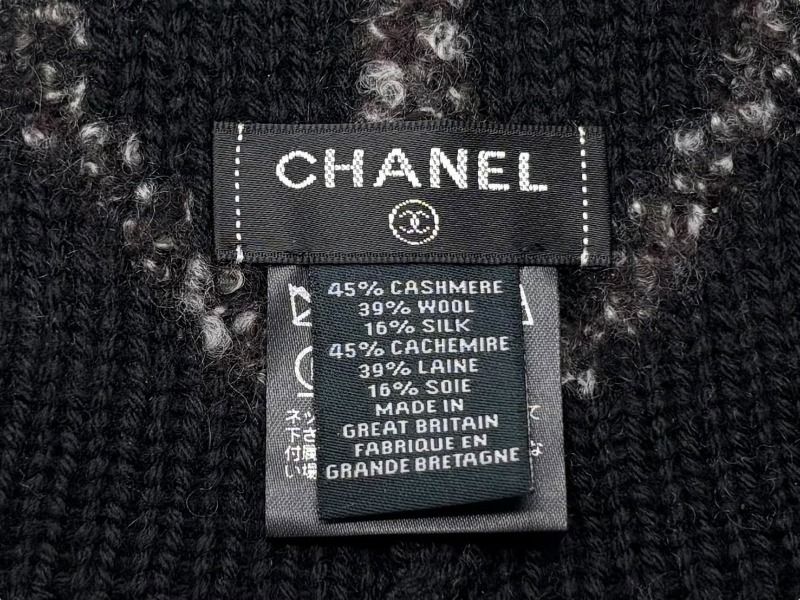 CHANEL
45% CASHMERE
39% WOOL
16% SILK
45% CACHEMIRE
39% LAINE
16% SOIE
MADE IN
GREAT BRITAIN
FABRIQUE EN
GRANDE BRETAGNE